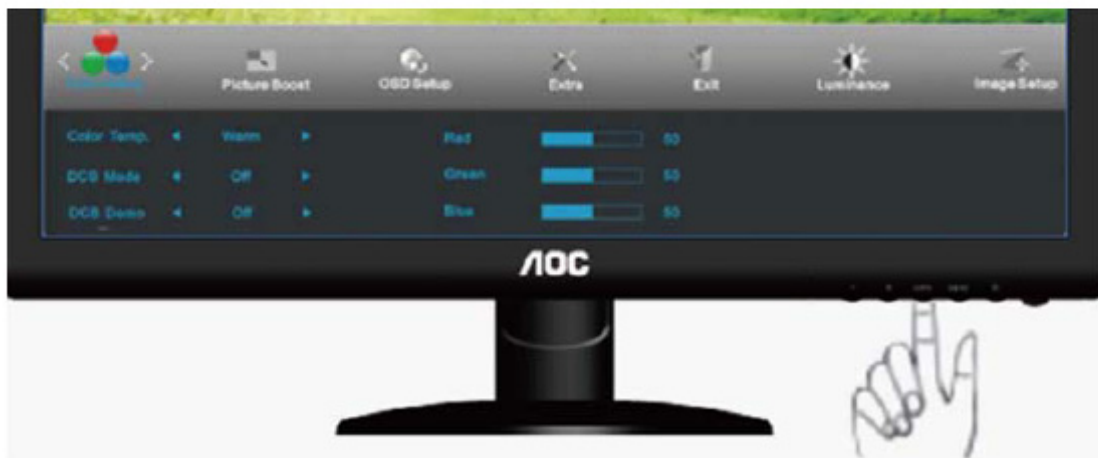 Picture Boost
OSD Setup
Extra
Exit
Luminance
Image Setup
Color Temp. Warm Red 50
DCB Mode Off Green 50
DCB Demo Off Blue 50
AOC